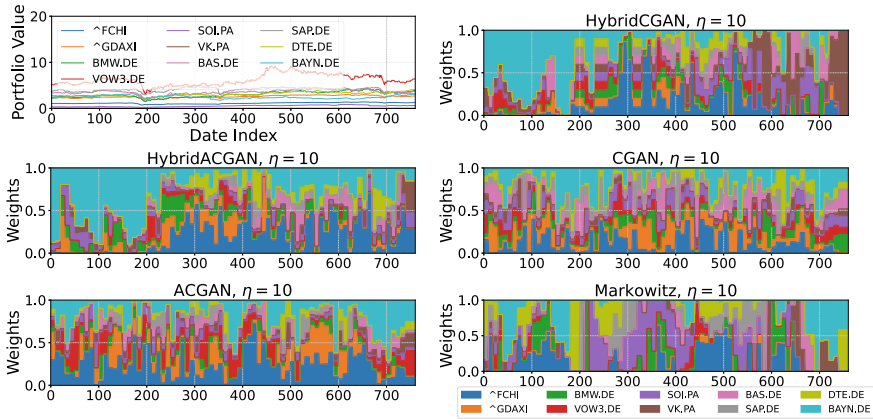 Portfolio Value
20
10
0
^FCHI
^GDAXI
BMW.DE
VOW3.DE
SOI.PA
VK.PA
BAS.DE
SAP.DE
DTE.DE
BAYN.DE
0 100 200 300 400 500 600 700
Date Index
HybridCGAN, η = 10
Weights
1.0
0.5
0.0
0 100 200 300 400 500 600 700
HybridACGAN, η = 10
Weights
1.0
0.5
0.0
0 100 200 300 400 500 600 700
CGAN, η = 10
Weights
1.0
0.5
0.0
0 100 200 300 400 500 600 700
ACGAN, η = 10
Weights
1.0
0.5
0.0
0 100 200 300 400 500 600 700
Markowitz, η = 10
Weights
1.0
0.5
0.0
0 100 200 300 400 500 600 700
^FCHI BMW.DE SOI.PA BAS.DE DTE.DE
^GDAXI VOW3.DE VK.PA SAP.DE BAYN.DE